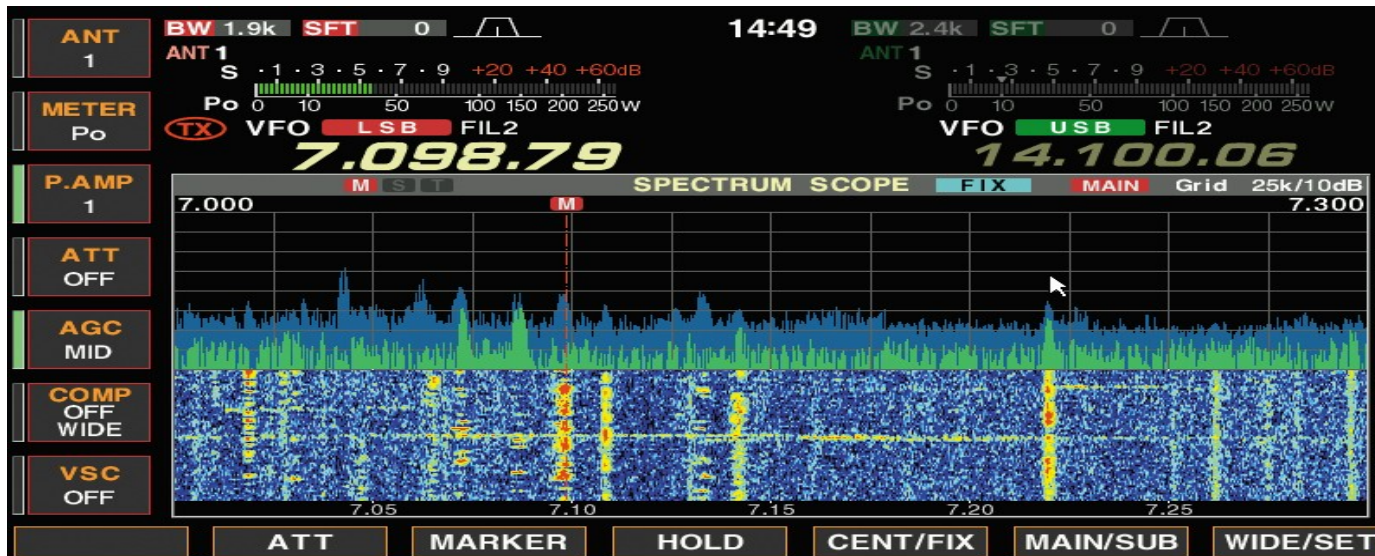 ANT
1
METER
Po
P.AMP
1
ATT
OFF
AGC
MID
COMP
OFF
WIDE
VSC
OFF
BW 1.9k SFT 0
14:49
BW 2.4k SFT 0
ANT 1
ANT 1
S ·1·3·5·7·9 +20 +40 +60dB
S ·1·3·5·7·9 +20 +40 +60dB
Po 0 10 50 100 150 200 250W
Po 0 10 50 100 150 200 250W
TX VFO LSB FIL2
VFO USB FIL2
7.098.79
14.100.06
M S T SPECTRUM SCOPE FIX MAIN Grid 25k/10dB
7.000 M 7.300
7.05 7.10 7.15 7.20 7.25
ATT MARKER HOLD CENT/FIX MAIN/SUB WIDE/SET